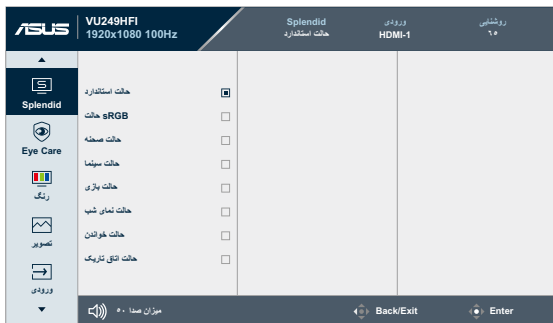 ASUS
VU249HFI
1920x1080 100Hz
Splendid
حالت استاندارد
ورودی
HDMI-1
روشنایی
٦٥
Splendid
Eye Care
رنگ
تصویر
ورودی
حالت استاندارد
حالت sRGB
حالت صحنه
حالت سینما
حالت بازی
حالت نمای شب
حالت خواندن
حالت اتاق تاریک
میزان صدا ٥٠
Back/Exit
Enter